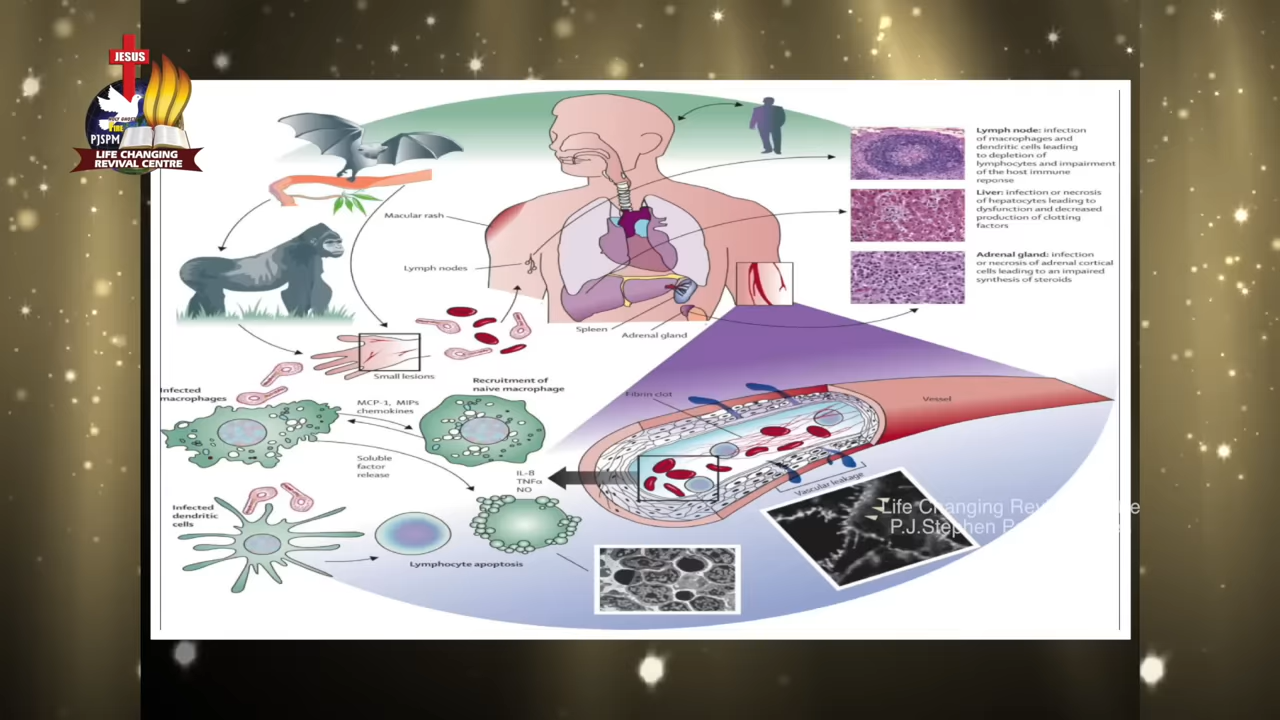 JESUS
HOLY GHOST
FIRE
PJSPM
LIFE CHANGING
REVIVAL CENTRE
Macular rash
Lymph nodes
Spleen
Adrenal gland
Lymph node: infection
of macrophages and
dendritic cells leading
to depletion of
lymphocytes and impairment
of the host immune
reponse
Liver: infection or necrosis
of hepatocytes leading to
dysfunction and decreased
production of clotting
factors
Adrenal gland: infection
or necrosis of adrenal cortical
cells leading to an impaired
synthesis of steroids
Small lesions
Infected
macrophages
MCP-1, MIPs
chemokines
Recruitment of
naive macrophage
Soluble
factor
release
IL-8
TNFα
NO
Fibrin clot
Vessel
Vascular leakage
Infected
dendritic
cells
Lymphocyte apoptosis
Life Changing
P.J.Stephen